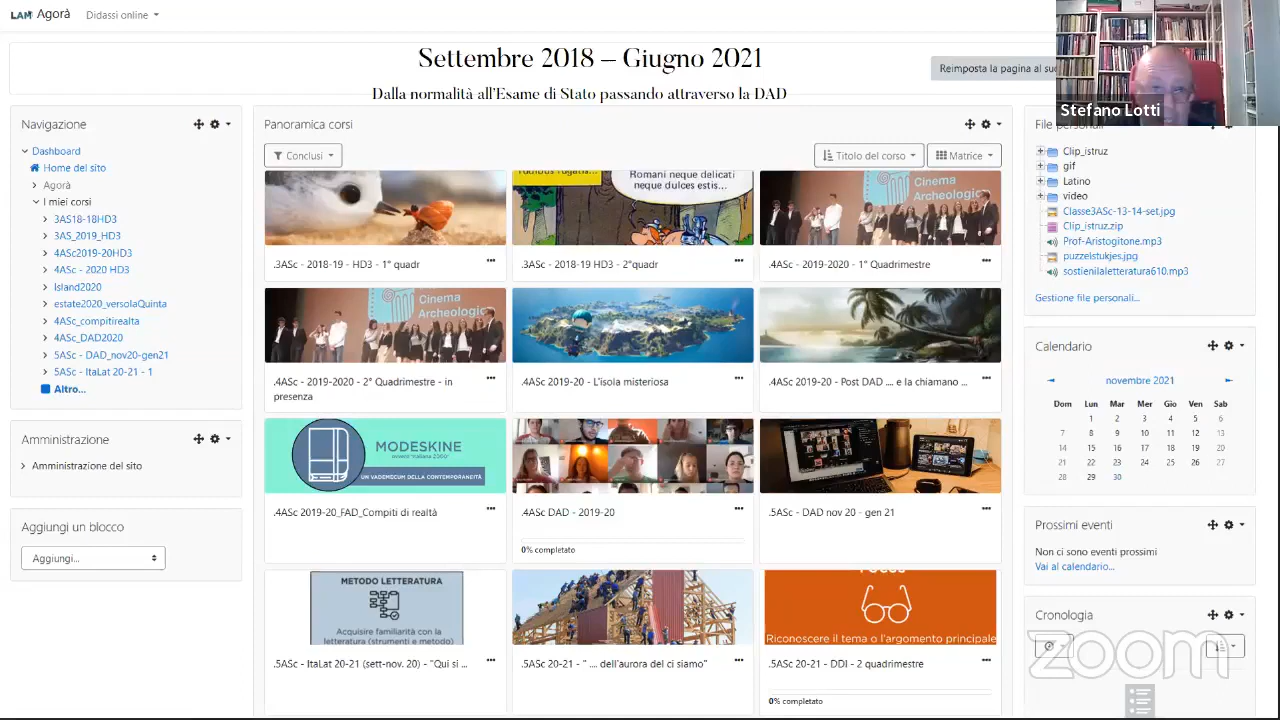 LAM Agorà
Didassi online
Settembre 2018 – Giugno 2021
Dalla normalità all'Esame di Stato passando attraverso la DAD
Reimposta la pagina al suo
Stefano Lotti
Navigazione
Dashboard
Home del sito
Agorà
I miei corsi
3AS18-18HD3
3AS_2019_HD3
4ASc2019-20HD3
4ASc - 2020 HD3
Island2020
estate2020_versolaQuinta
4ASc_compitirealta
4ASc_DAD2020
5ASc - DAD_nov20-gen21
5ASc - ItaLat 20-21 - 1
Altro...
Amministrazione
Amministrazione del sito
Aggiungi un blocco
Aggiungi...
Panoramica corsi
Conclusi
Titolo del corso
Matrice
Romani neque delicati
neque dulces estis...
Cinema
Archeologico
.3ASc - 2018-19 - HD3 - 1° quadr
.3ASc - 2018-19 HD3 - 2°quadr
.4ASc - 2019-2020 - 1° Quadrimestre
Cinema
Archeologico
.4ASc - 2019-2020 - 2° Quadrimestre - in
presenza
.4ASc 2019-20 - L'isola misteriosa
.4ASc 2019-20 - Post DAD .... e la chiamano ...
MODESKINE
UN VADEMECUM DELLA CONTEMPORANEITÀ
.4ASc 2019-20_FAD_Compiti di realtà
.4ASc DAD - 2019-20
0% completato
.5ASc - DAD nov 20 - gen 21
METODO LETTERATURA
Acquisire familiarità con la
letteratura (strumenti e metodo)
FOCUS
Riconoscere il tema o l'argomento principale
.5ASc - ItaLat 20-21 (sett-nov. 20) - "Qui si ...
.5ASc 20-21 - " .... dell'aurora del ci siamo"
.5ASc 20-21 - DDI - 2 quadrimestre
0% completato
File personali
Clip_istruz
gif
Latino
video
Classe3ASc-13-14-set.jpg
Clip_istruz.zip
Prof-Aristogitone.mp3
puzzelstukjes.jpg
sostienilaletteratura610.mp3
Gestione file personali...
Calendario
novembre 2021
Dom Lun Mar Mer Gio Ven Sab
1 2 3 4 5 6
7 8 9 10 11 12 13
14 15 16 17 18 19 20
21 22 23 24 25 26 27
28 29 30
Prossimi eventi
Non ci sono eventi prossimi
Vai al calendario...
Cronologia
zoom